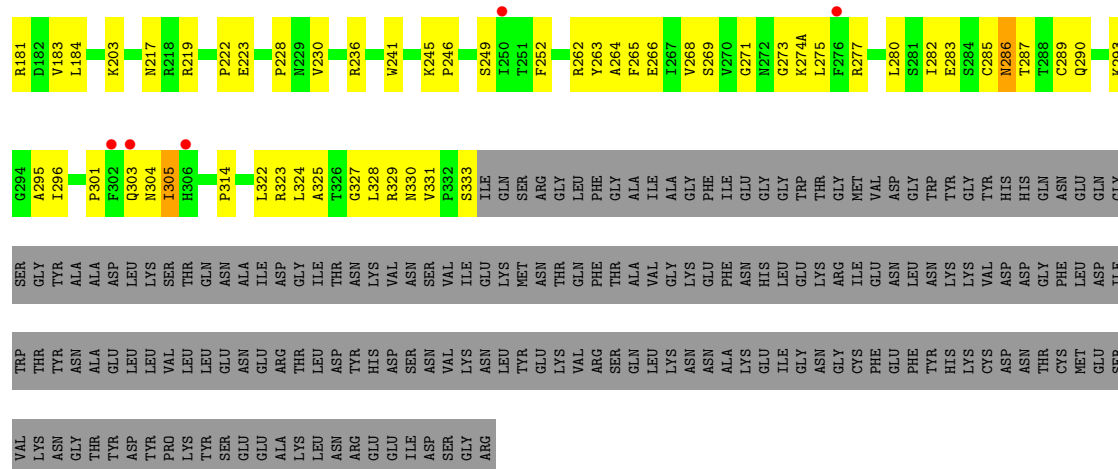 R181 D182 V183 L184 K203 N217 R218 R219 P222 E223 P228 N229 V230 R236 W241 K245 P246 S249 I250 T251 F252 R262 Y263 A264 F265 E266 I267 V268 S269 V270 G271 N272 G273 K274A L275 F276 R277 L280 S281 I282 E283 S284 C285 N286 T287 T288 C289 Q290 K293
G294 A295 I296 P301 F302 Q303 N304 I305 H306 P314 L322 R323 L324 A325 T326 G327 L328 R329 N330 V331 P332 S333 ILE GLN SER ARG GLY LEU PHE GLY ALA ILE ALA GLY PHE ILE GLU GLY GLY TRP THR GLY MET VAL ASP GLY TRP TYR GLY TYR HIS HIS GLN ASN GLU GLN GLY
SER GLY TYR ALA ALA ASP LEU LYS SER THR GLN ASN ALA ILE ASP GLY ILE THR ASN LYS VAL ASN SER VAL ILE GLU LYS MET ASN THR GLN PHE THR ALA VAL GLY LYS GLU PHE ASN HIS LEU GLU LYS ARG ILE GLU ASN LEU ASN LYS LYS VAL ASP ASP GLY PHE LEU ASP ILE
TRP THR TYR ASN ALA GLU LEU LEU VAL LEU LEU GLU ASN GLU ARG THR LEU ASP TYR HIS ASP SER ASN VAL LYS ASN LEU TYR GLU LYS VAL ARG SER GLN LEU LYS ASN ASN ALA LYS GLU ILE GLY ASN GLY CYS PHE GLU PHE TYR HIS LYS CYS ASP ASN THR CYS MET GLU SER
VAL LYS ASN GLY THR TYR ASP TYR PRO LYS TYR SER GLU GLU ALA LYS LEU ASN ARG GLU GLU ILE ASP SER GLY ARG